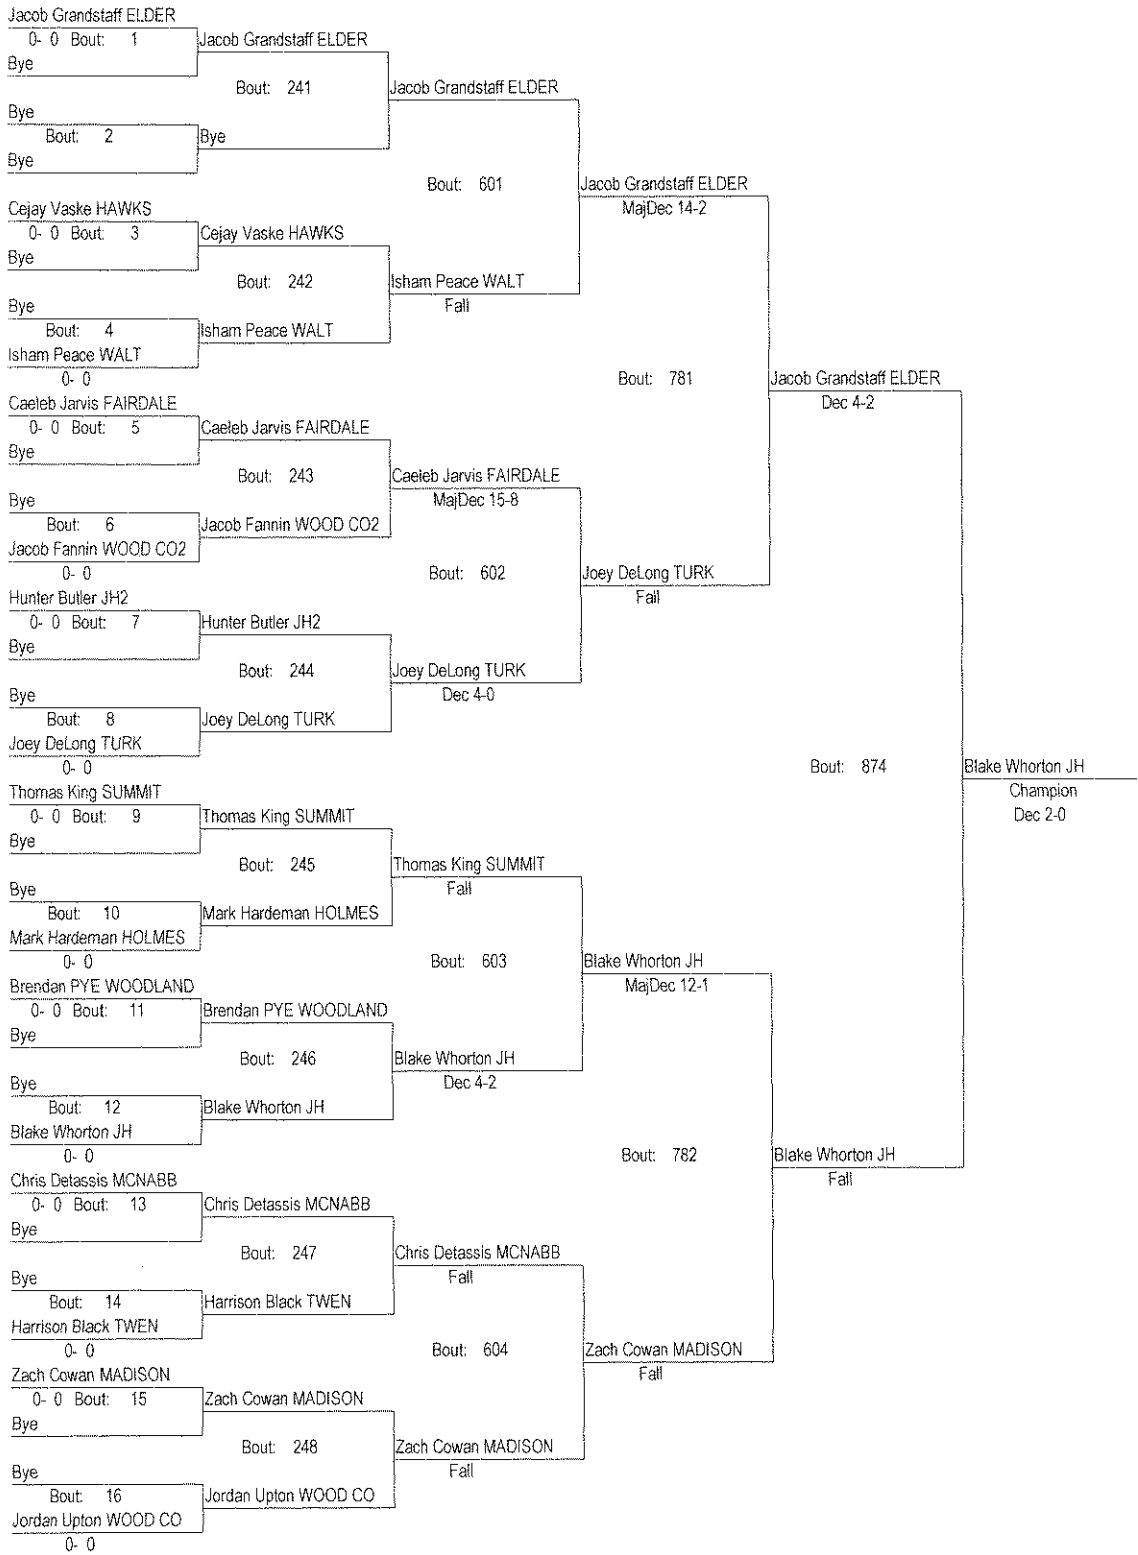 Jacob Grandstaff ELDER
0- 0 Bout: 1
Jacob Grandstaff ELDER
Bye
Bout: 241
Jacob Grandstaff ELDER
Bye
Bout: 2
Bye
Bye
Bout: 601
Jacob Grandstaff ELDER
MajDec 14-2
Cejay Vaske HAWKS
0- 0 Bout: 3
Cejay Vaske HAWKS
Bye
Bout: 242
Isham Peace WALT
Fall
Bye
Bout: 4
Isham Peace WALT
Isham Peace WALT
0- 0
Bout: 781
Jacob Grandstaff ELDER
Dec 4-2
Caeleb Jarvis FAIRDALE
0- 0 Bout: 5
Caeleb Jarvis FAIRDALE
Bye
Bout: 243
Caeleb Jarvis FAIRDALE
MajDec 15-8
Bye
Bout: 6
Jacob Fannin WOOD CO2
Jacob Fannin WOOD CO2
0- 0
Bout: 602
Joey DeLong TURK
Fall
Hunter Butler JH2
0- 0 Bout: 7
Hunter Butler JH2
Bye
Bout: 244
Joey DeLong TURK
Dec 4-0
Bye
Bout: 8
Joey DeLong TURK
Joey DeLong TURK
0- 0
Bout: 874
Blake Whorton JH
Champion
Dec 2-0
Thomas King SUMMIT
0- 0 Bout: 9
Thomas King SUMMIT
Bye
Bout: 245
Thomas King SUMMIT
Fall
Bye
Bout: 10
Mark Hardeman HOLMES
Mark Hardeman HOLMES
0- 0
Bout: 603
Blake Whorton JH
MajDec 12-1
Brendan PYE WOODLAND
0- 0 Bout: 11
Brendan PYE WOODLAND
Bye
Bout: 246
Blake Whorton JH
Dec 4-2
Bye
Bout: 12
Blake Whorton JH
Blake Whorton JH
0- 0
Bout: 782
Blake Whorton JH
Fall
Chris Detassis MCNABB
0- 0 Bout: 13
Chris Detassis MCNABB
Bye
Bout: 247
Chris Detassis MCNABB
Fall
Bye
Bout: 14
Harrison Black TWEN
Harrison Black TWEN
0- 0
Bout: 604
Zach Cowan MADISON
Fall
Zach Cowan MADISON
0- 0 Bout: 15
Zach Cowan MADISON
Bye
Bout: 248
Zach Cowan MADISON
Fall
Bye
Bout: 16
Jordan Upton WOOD CO
Jordan Upton WOOD CO
0- 0